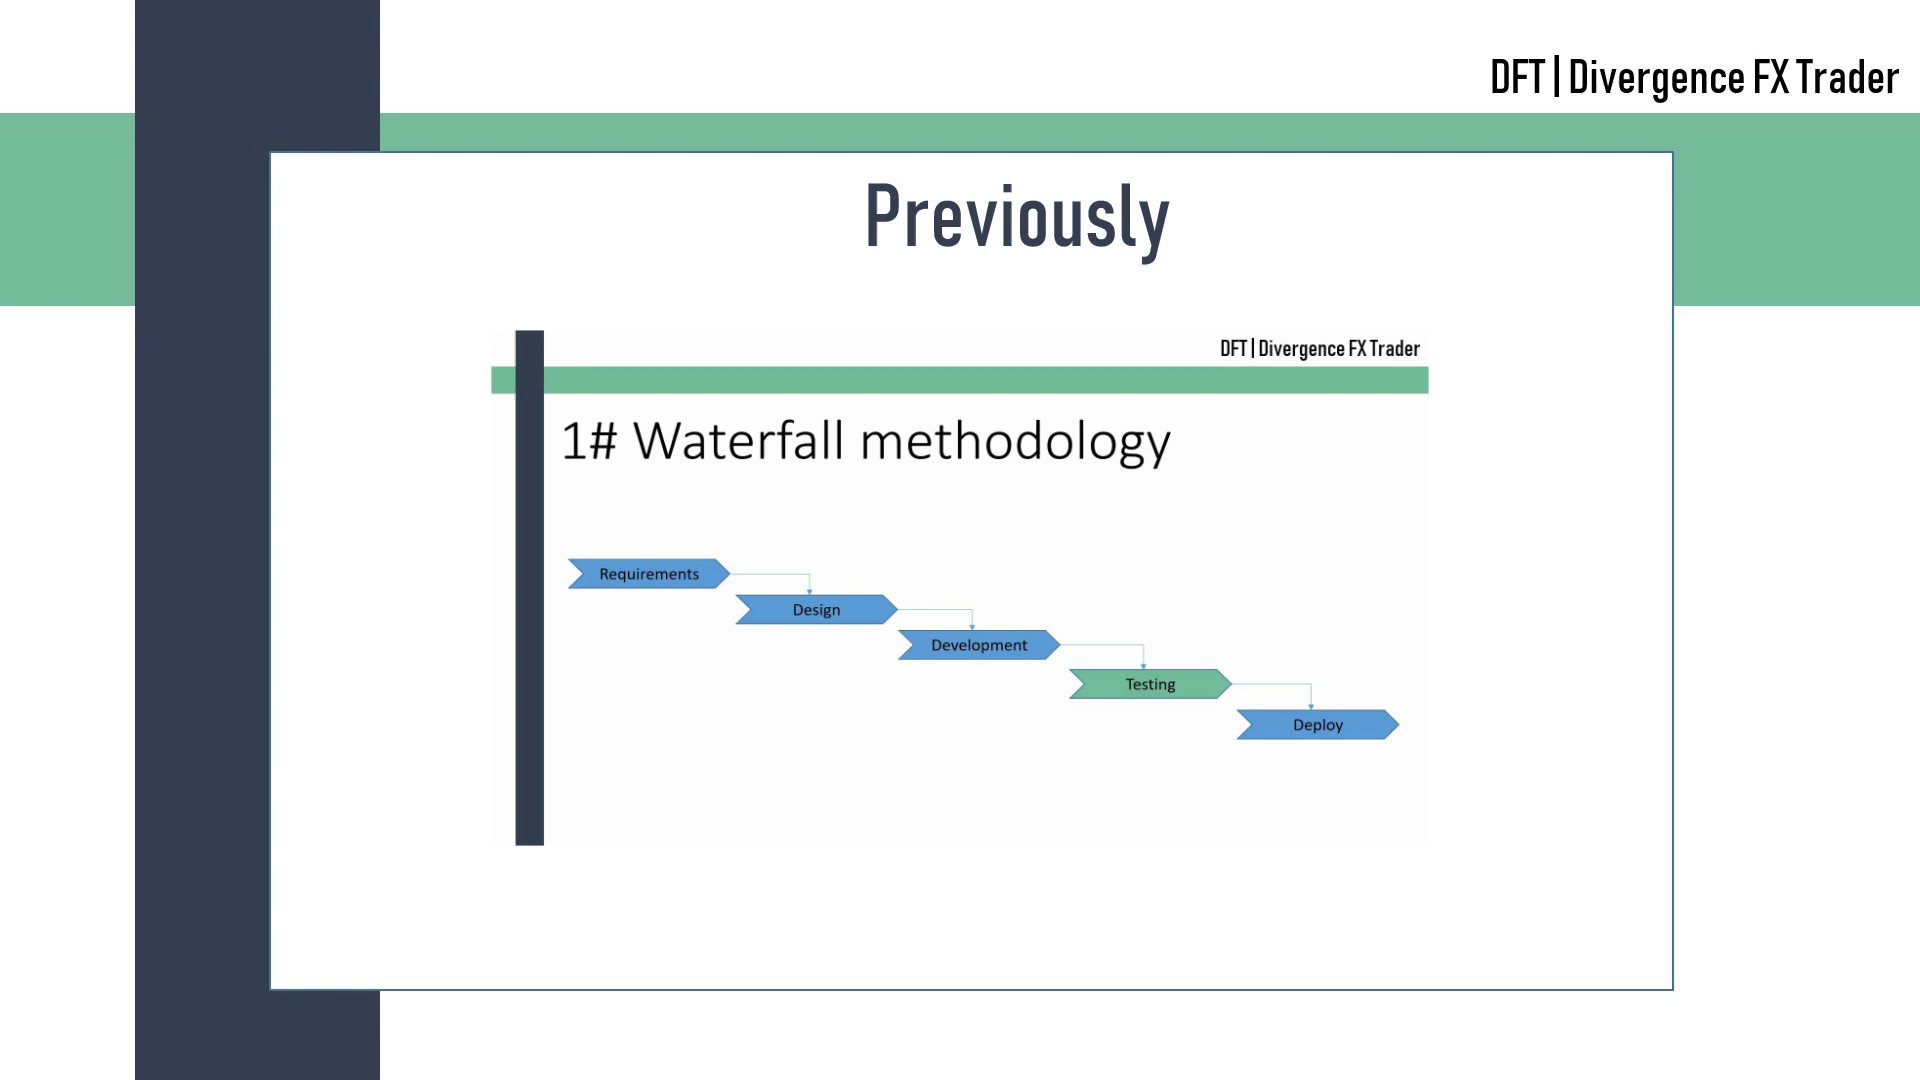 DFT | Divergence FX Trader
Previously
DFT | Divergence FX Trader
1# Waterfall methodology
Requirements
Design
Development
Testing
Deploy